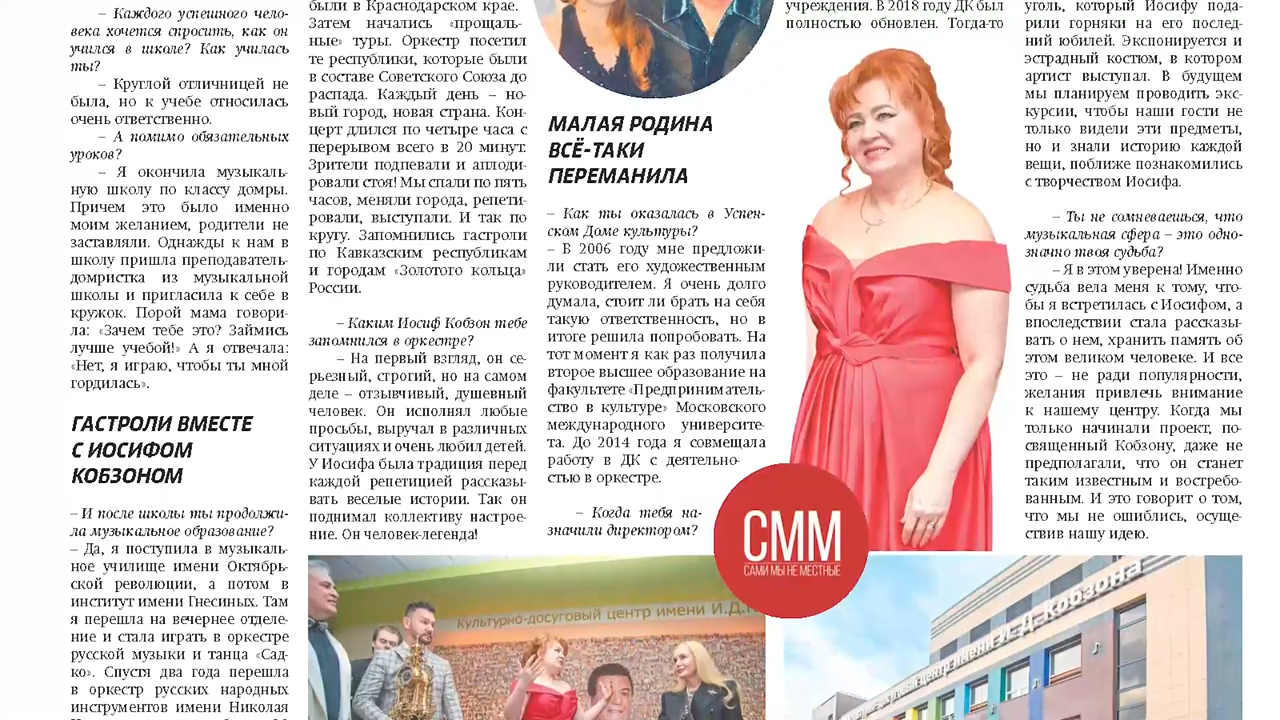 – Каждого успешного чело-
века хочется спросить, как он
учился в школе? Как училась
ты?
– Круглой отличницей не
была, но к учебе относилась
очень ответственно.
– А помимо обязательных
уроков?
– Я окончила музыкаль-
ную школу по классу домры.
Причем это было именно
моим желанием, родители не
заставляли. Однажды к нам в
школу пришла преподаватель-
домристка из музыкальной
школы и пригласила к себе в
кружок. Порой мама говори-
ла: «Зачем тебе это? Займись
лучше учебой!» А я отвечала:
«Нет, я играю, чтобы ты мной
гордилась».
ГАСТРОЛИ ВМЕСТЕ
С ИОСИФОМ
КОБЗОНОМ
– И после школы ты продолжи-
ла музыкальное образование?
– Да, я поступила в музыкаль-
ное училище имени Октябрь-
ской революции, а потом в
институт имени Гнесиных. Там
я перешла на вечернее отделе-
ние и стала играть в оркестре
русской музыки и танца «Сад-
ко». Спустя два года перешла
в оркестр русских народных
инструментов имени Николая
были в Краснодарском крае.
Затем начались «прощаль-
ные» туры. Оркестр посетил
те республики, которые были
в составе Советского Союза до
распада. Каждый день – но-
вый город, новая страна. Кон-
церт длился по четыре часа с
перерывом всего в 20 минут.
Зрители подпевали и аплоди-
ровали стоя! Мы спали по пять
часов, меняли города, репети-
ровали, выступали. И так по
кругу. Запомнились гастроли
по Кавказским республикам
и городам «Золотого кольца»
России.
– Каким Иосиф Кобзон тебе
запомнился в оркестре?
– На первый взгляд, он се-
рьезный, строгий, но на самом
деле – отзывчивый, душевный
человек. Он исполнял любые
просьбы, выручал в различных
ситуациях и очень любил детей.
У Иосифа была традиция перед
каждой репетицией рассказы-
вать веселые истории. Так он
поднимал коллективу настрое-
ние. Он человек-легенда!
МАЛАЯ РОДИНА
ВСЁ-ТАКИ
ПЕРЕМАНИЛА
– Как ты оказалась в Успен-
ском Доме культуры?
– В 2006 году мне предложи-
ли стать его художественным
руководителем. Я очень долго
думала, стоит ли брать на себя
такую ответственность, но в
итоге решила попробовать. На
тот момент я как раз получила
второе высшее образование на
факультете «Предприниматель-
ство в культуре» Московского
международного университе-
та. До 2014 года я совмещала
работу в ДК с деятельно-
стью в оркестре.
– Когда тебя на-
значили директором?
учреждения. В 2018 году ДК был
полностью обновлен. Тогда-то
уголь, который Иосифу пода-
рили горняки на его послед-
ний юбилей. Экспонируется и
эстрадный костюм, в котором
артист выступал. В будущем
мы планируем проводить экс-
курсии, чтобы наши гости не
только видели эти предметы,
но и знали историю каждой
вещи, поближе познакомились
с творчеством Иосифа.
– Ты не сомневаешься, что
музыкальная сфера – это одно-
значно твоя судьба?
– Я в этом уверена! Именно
судьба вела меня к тому, что-
бы я встретилась с Иосифом, а
впоследствии стала рассказы-
вать о нем, хранить память об
этом великом человеке. И все
это – не ради популярности,
желания привлечь внимание
к нашему центру. Когда мы
только начинали проект, по-
священный Кобзону, даже не
предполагали, что он станет
таким известным и востребо-
ванным. И это говорит о том,
что мы не ошиблись, осуще-
ствив нашу идею.
СММ
САМИ МЫ НЕ МЕСТНЫЕ
Культурно-досуговый центр имени И.Д.
досуговый центр имени И.Д.Кобзона